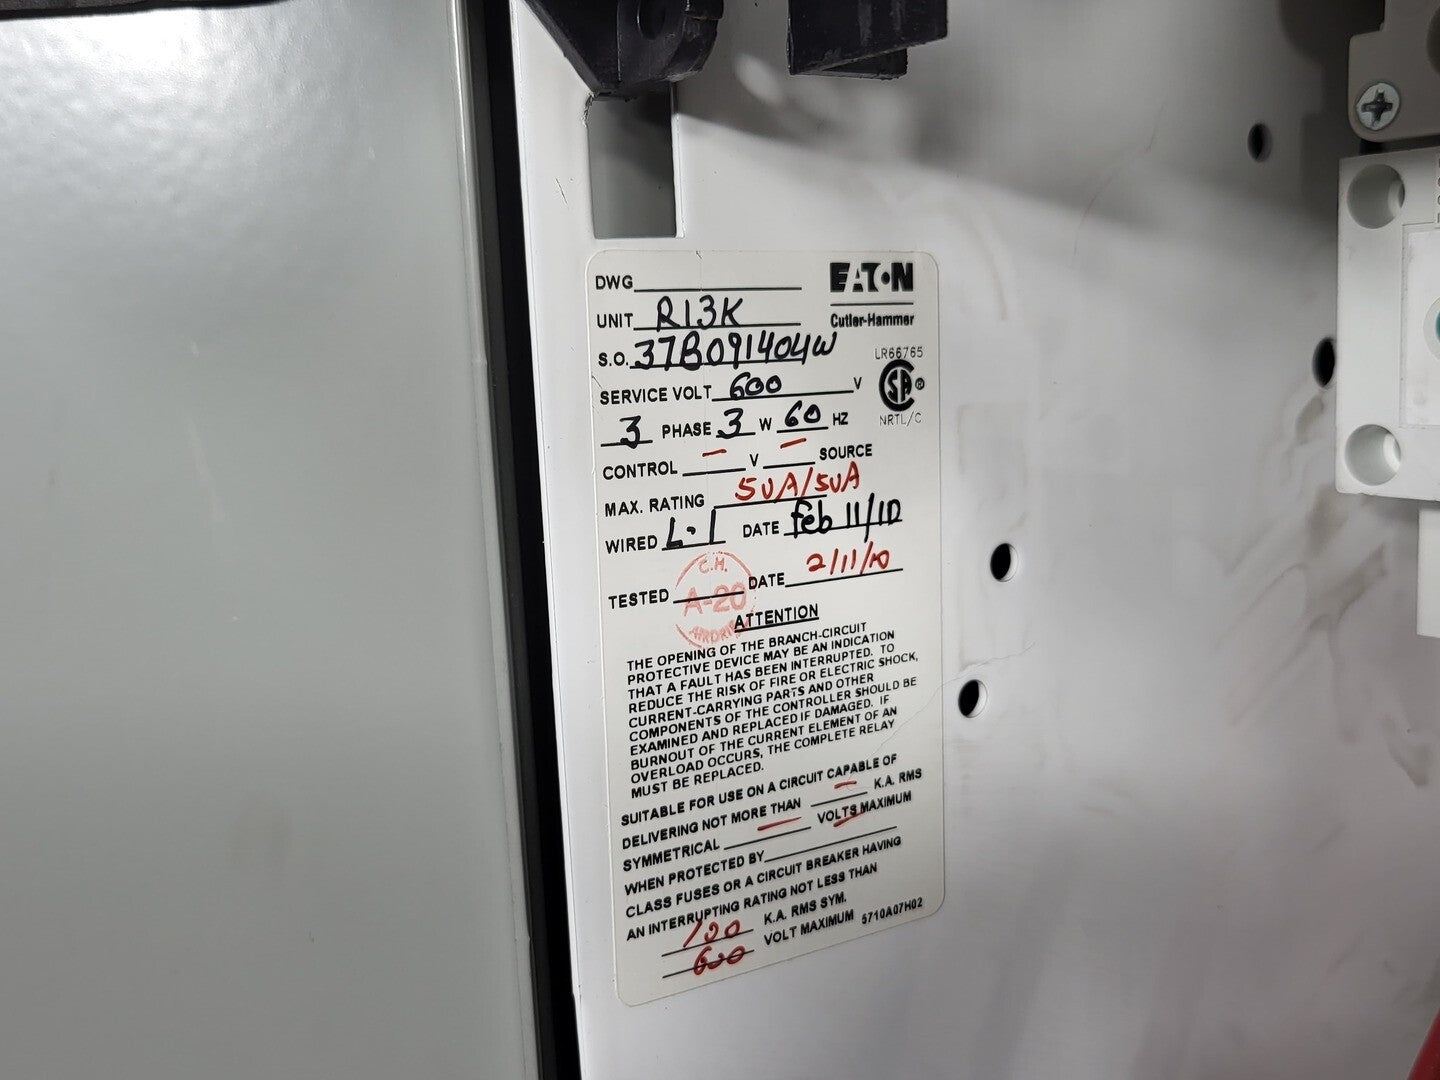 DWG
EATON
UNIT R13K
Cutler-Hammer
S.O. 37B091404W
LR66765
SERVICE VOLT 600 V
SA ®
NRTL/C
3 PHASE 3 W 60 HZ
CONTROL — V — SOURCE
MAX. RATING 50A/50A
WIRED L.1 DATE Feb 11/10
TESTED DATE 2/11/10
C.H.
A-20
ATTENTION
THE OPENING OF THE BRANCH-CIRCUIT
PROTECTIVE DEVICE MAY BE AN INDICATION
THAT A FAULT HAS BEEN INTERRUPTED. TO
REDUCE THE RISK OF FIRE OR ELECTRIC SHOCK,
CURRENT-CARRYING PARTS AND OTHER
COMPONENTS OF THE CONTROLLER SHOULD BE
EXAMINED AND REPLACED IF DAMAGED. IF
BURNOUT OF THE CURRENT ELEMENT OF AN
OVERLOAD OCCURS, THE COMPLETE RELAY
MUST BE REPLACED.
SUITABLE FOR USE ON A CIRCUIT CAPABLE OF
DELIVERING NOT MORE THAN — K.A. RMS
SYMMETRICAL — VOLTS MAXIMUM
WHEN PROTECTED BY
CLASS FUSES OR A CIRCUIT BREAKER HAVING
AN INTERRUPTING RATING NOT LESS THAN
100 K.A. RMS SYM.
600 VOLT MAXIMUM 5710A07H02